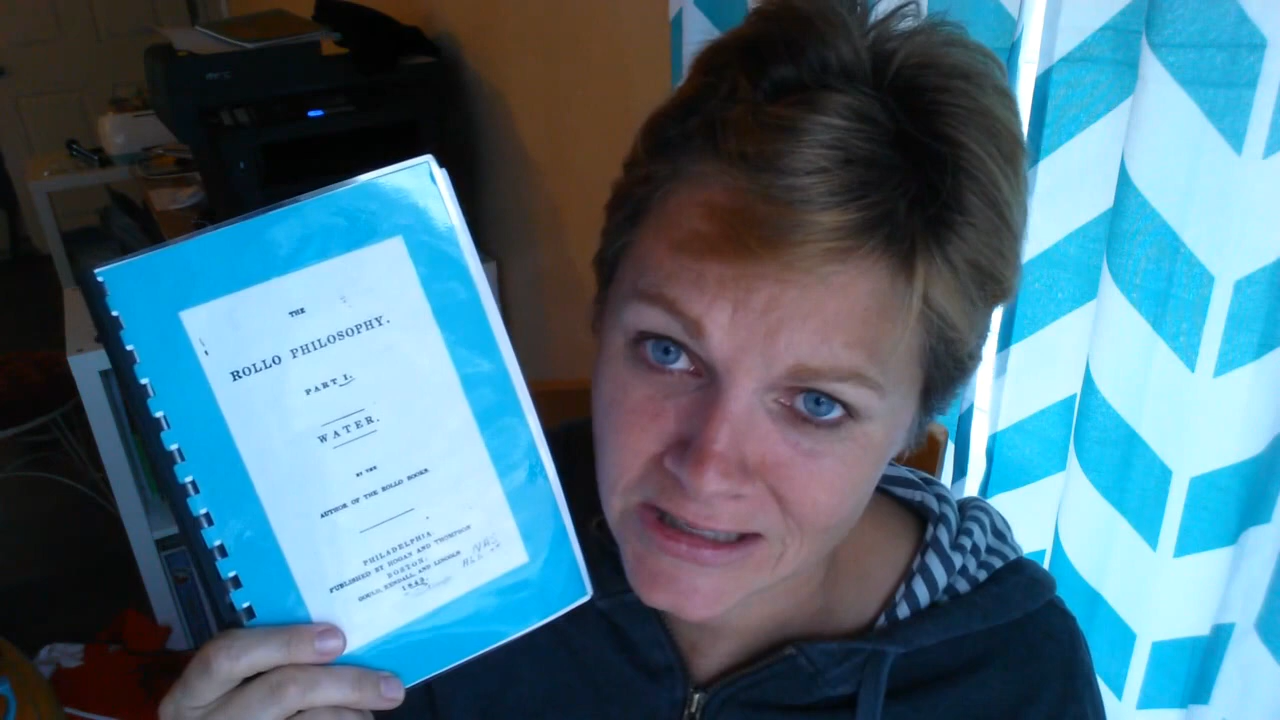 THE
ROLLO PHILOSOPHY.
PART I.
WATER.
BY THE
AUTHOR OF THE ROLLO BOOKS.
PHILADELPHIA
PUBLISHED BY HOGAN AND THOMPSON
BOSTON.
GOULD, KENDALL, AND LINCOLN